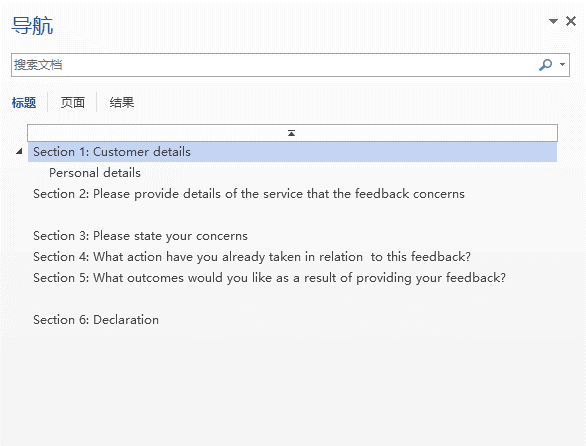 导航
搜索文档
标题 页面 结果
Section 1: Customer details
Personal details
Section 2: Please provide details of the service that the feedback concerns
Section 3: Please state your concerns
Section 4: What action have you already taken in relation  to this feedback?
Section 5: What outcomes would you like as a result of providing your feedback?
Section 6: Declaration